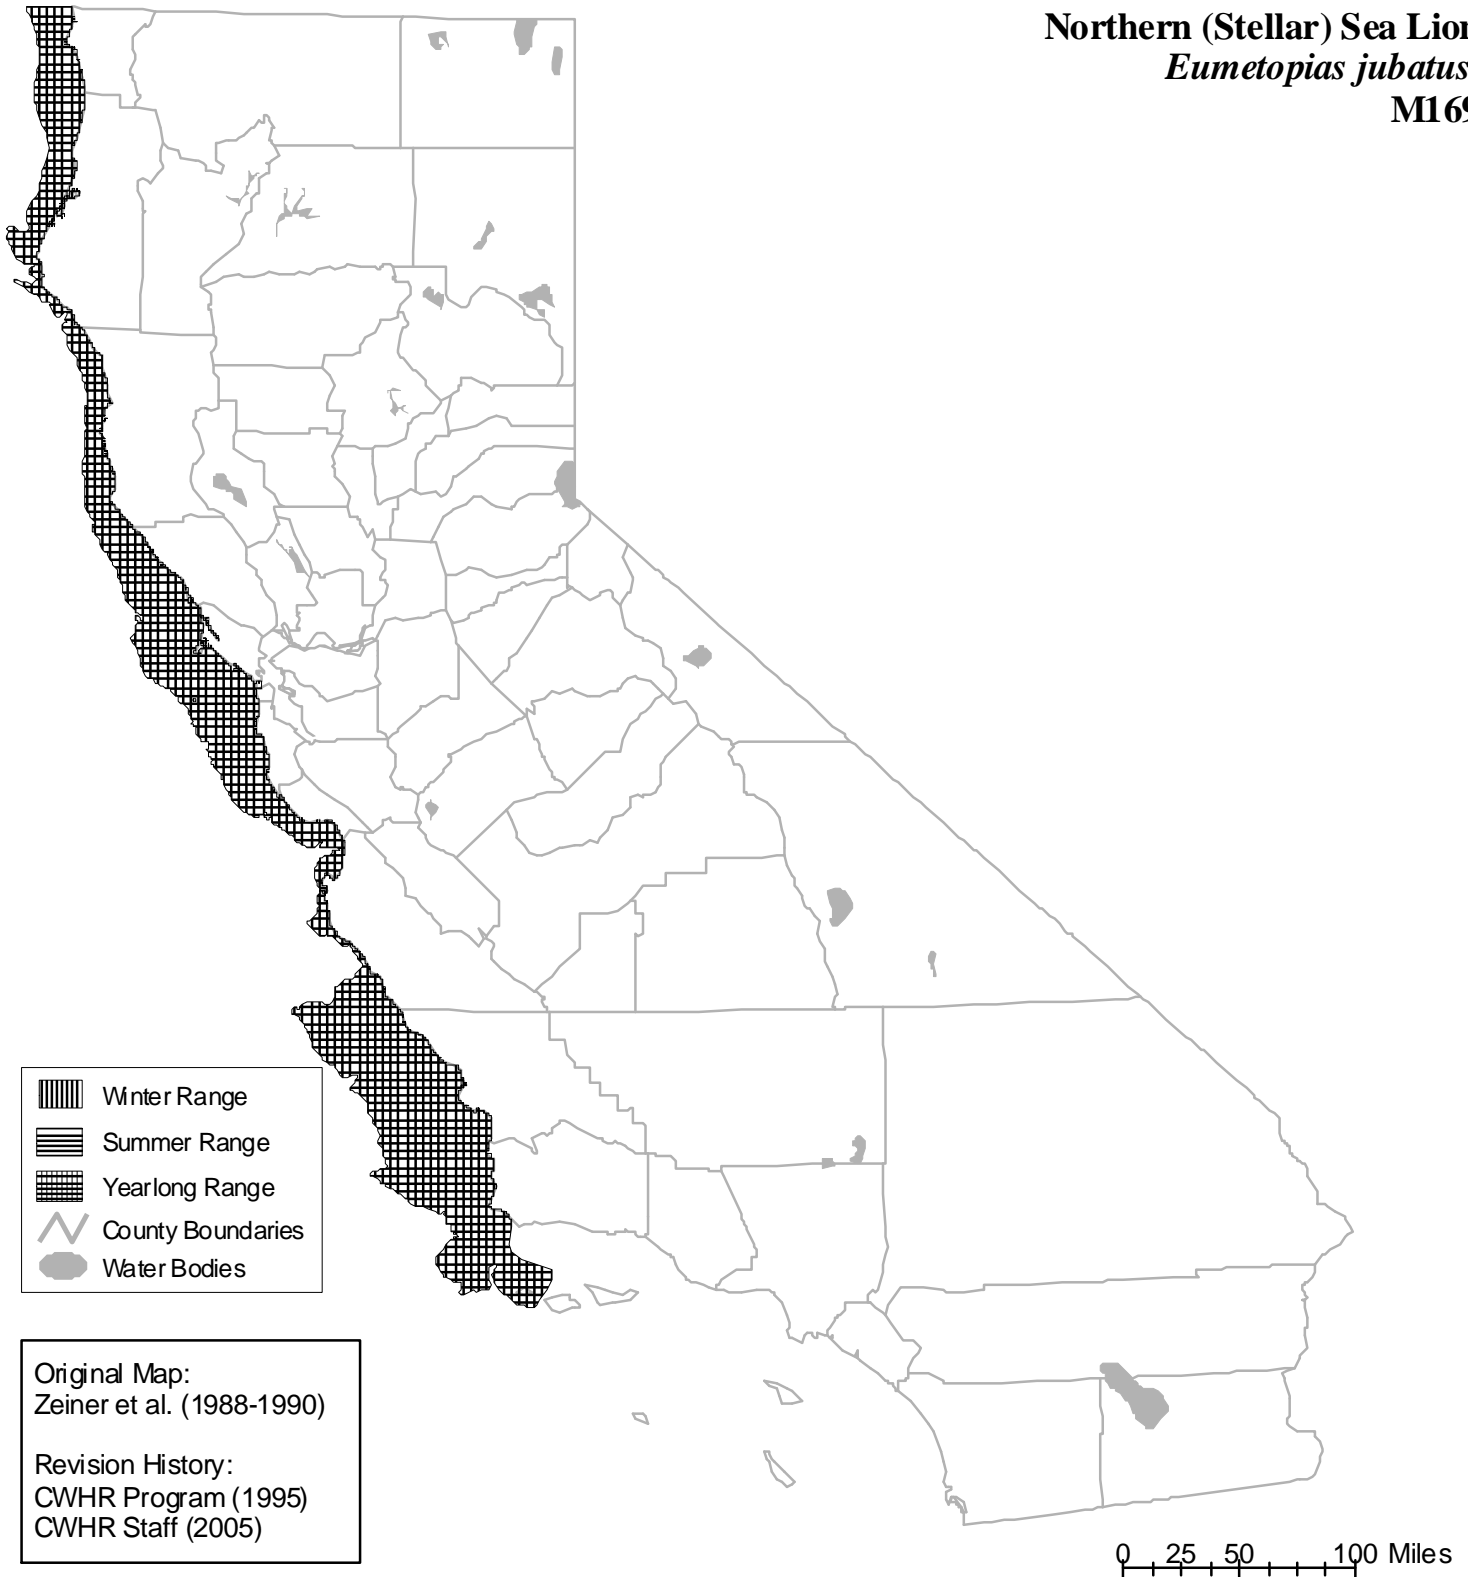 Northern (Stellar) Sea Lion
Eumetopias jubatus
M169
Winter Range
Summer Range
Yearlong Range
County Boundaries
Water Bodies
Original Map:
Zeiner et al. (1988-1990)
Revision History:
CWHR Program (1995)
CWHR Staff (2005)
0 25 50 100 Miles